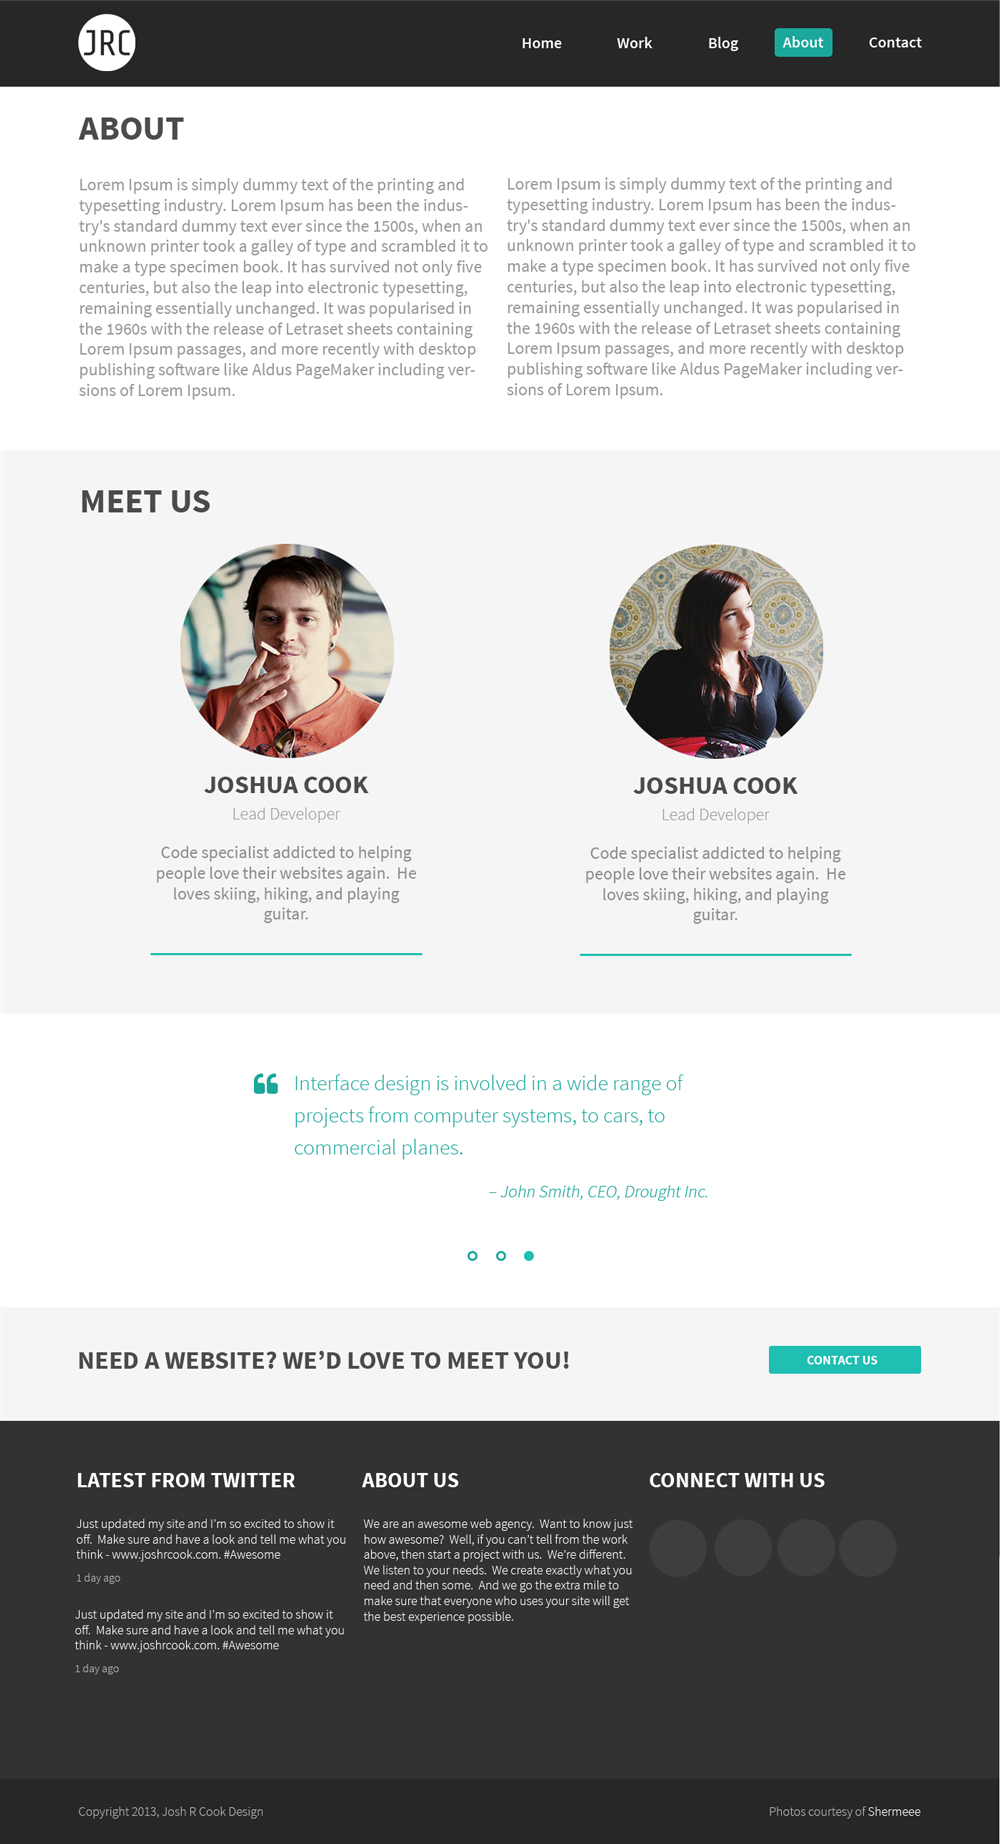 JRC
Home Work Blog About Contact
ABOUT
Lorem Ipsum is simply dummy text of the printing and
typesetting industry. Lorem Ipsum has been the indus-
try's standard dummy text ever since the 1500s, when an
unknown printer took a galley of type and scrambled it to
make a type specimen book. It has survived not only five
centuries, but also the leap into electronic typesetting,
remaining essentially unchanged. It was popularised in
the 1960s with the release of Letraset sheets containing
Lorem Ipsum passages, and more recently with desktop
publishing software like Aldus PageMaker including ver-
sions of Lorem Ipsum.
Lorem Ipsum is simply dummy text of the printing and
typesetting industry. Lorem Ipsum has been the indus-
try's standard dummy text ever since the 1500s, when an
unknown printer took a galley of type and scrambled it to
make a type specimen book. It has survived not only five
centuries, but also the leap into electronic typesetting,
remaining essentially unchanged. It was popularised in
the 1960s with the release of Letraset sheets containing
Lorem Ipsum passages, and more recently with desktop
publishing software like Aldus PageMaker including ver-
sions of Lorem Ipsum.
MEET US
JOSHUA COOK
Lead Developer
Code specialist addicted to helping
people love their websites again. He
loves skiing, hiking, and playing
guitar.
JOSHUA COOK
Lead Developer
Code specialist addicted to helping
people love their websites again. He
loves skiing, hiking, and playing
guitar.
“ Interface design is involved in a wide range of
projects from computer systems, to cars, to
commercial planes.
– John Smith, CEO, Drought Inc.
NEED A WEBSITE? WE’D LOVE TO MEET YOU!
CONTACT US
LATEST FROM TWITTER
Just updated my site and I’m so excited to show it
off. Make sure and have a look and tell me what you
think - www.joshrcook.com. #Awesome
1 day ago
Just updated my site and I’m so excited to show it
off. Make sure and have a look and tell me what you
think - www.joshrcook.com. #Awesome
1 day ago
ABOUT US
We are an awesome web agency. Want to know just
how awesome? Well, if you can’t tell from the work
above, then start a project with us. We’re different.
We listen to your needs. We create exactly what you
need and then some. And we go the extra mile to
make sure that everyone who uses your site will get
the best experience possible.
CONNECT WITH US
Copyright 2013, Josh R Cook Design
Photos courtesy of Shermeee